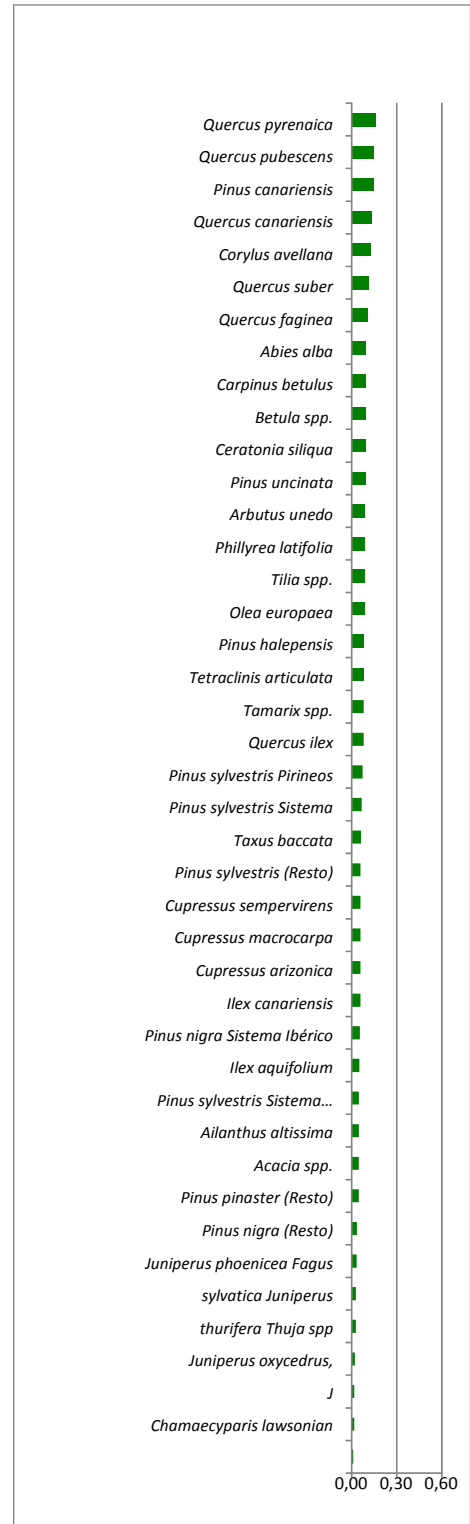 Quercus pyrenaica
Quercus pubescens
Pinus canariensis
Quercus canariensis
Corylus avellana
Quercus suber
Quercus faginea
Abies alba
Carpinus betulus
Betula spp.
Ceratonia siliqua
Pinus uncinata
Arbutus unedo
Phillyrea latifolia
Tilia spp.
Olea europaea
Pinus halepensis
Tetraclinis articulata
Tamarix spp.
Quercus ilex
Pinus sylvestris Pirineos
Pinus sylvestris Sistema
Taxus baccata
Pinus sylvestris (Resto)
Cupressus sempervirens
Cupressus macrocarpa
Cupressus arizonica
Ilex canariensis
Pinus nigra Sistema Ibérico
Ilex aquifolium
Pinus sylvestris Sistema...
Ailanthus altissima
Acacia spp.
Pinus pinaster (Resto)
Pinus nigra (Resto)
Juniperus phoenicea Fagus
sylvatica Juniperus
thurifera Thuja spp
Juniperus oxycedrus,
J
Chamaecyparis lawsonian
0,00 0,30 0,60